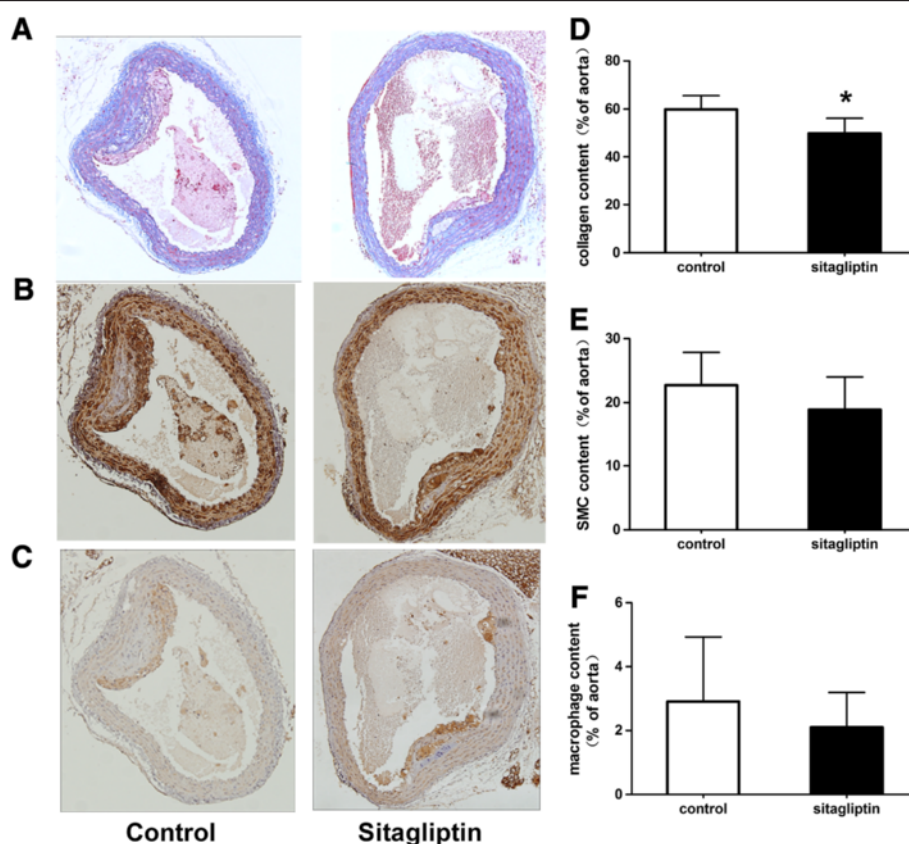 A
B
C
Control
Sitagliptin
D
collagen content (% of aorta)
80
60
40
20
0
*
control
sitagliptin
E
SMC content (% of aorta)
30
20
10
0
control
sitagliptin
F
macrophage content
(% of aorta)
6
4
2
0
control
sitagliptin